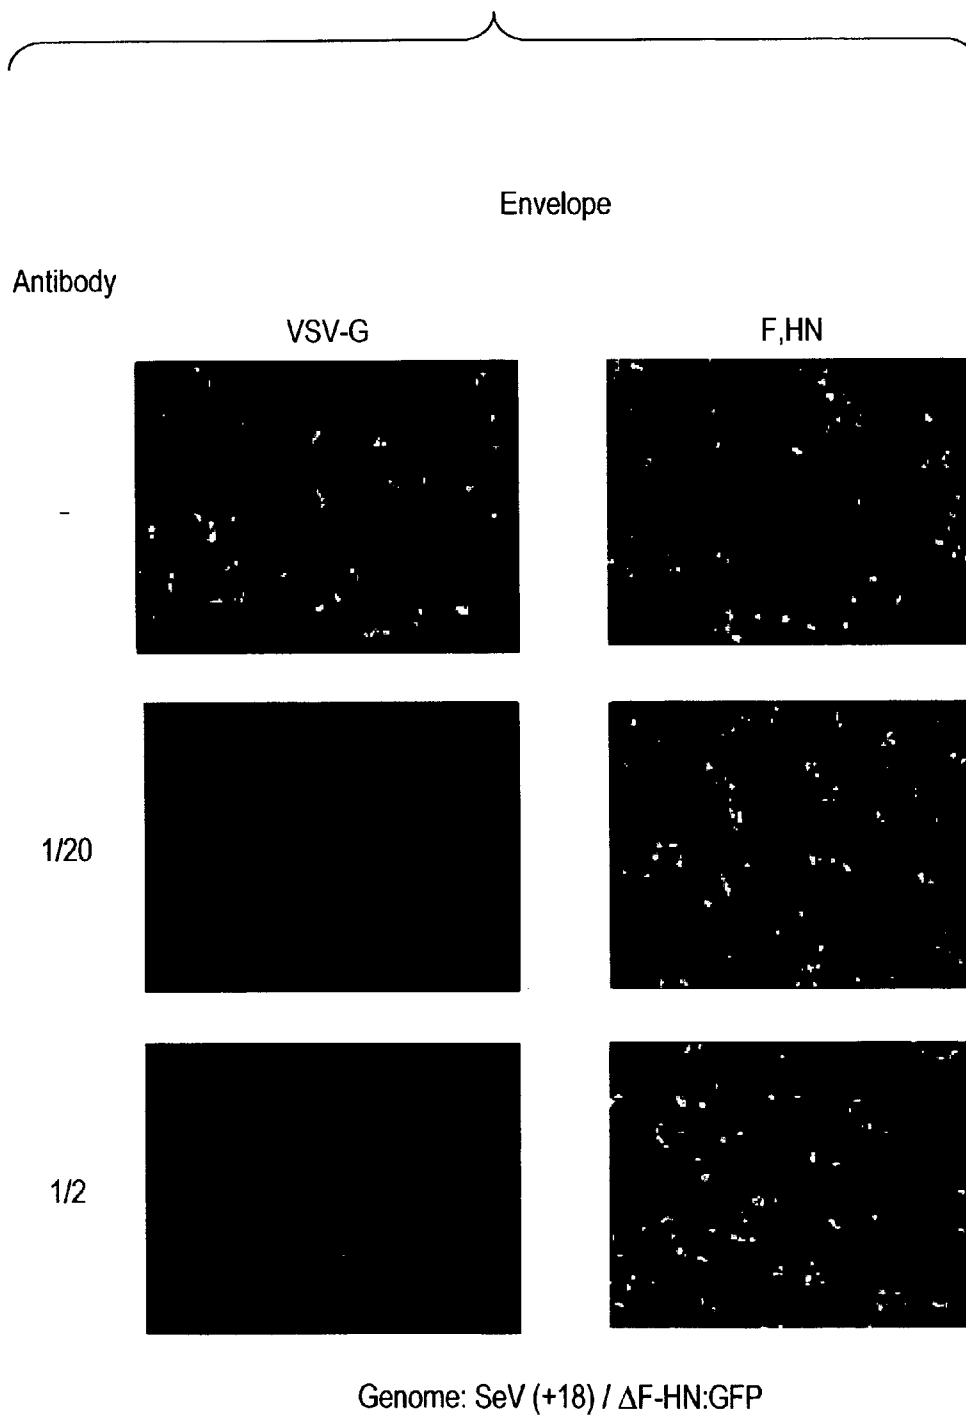 Envelope
Antibody
VSV-G F,HN
-
1/20
1/2
Genome: SeV (+18) / ΔF-HN:GFP